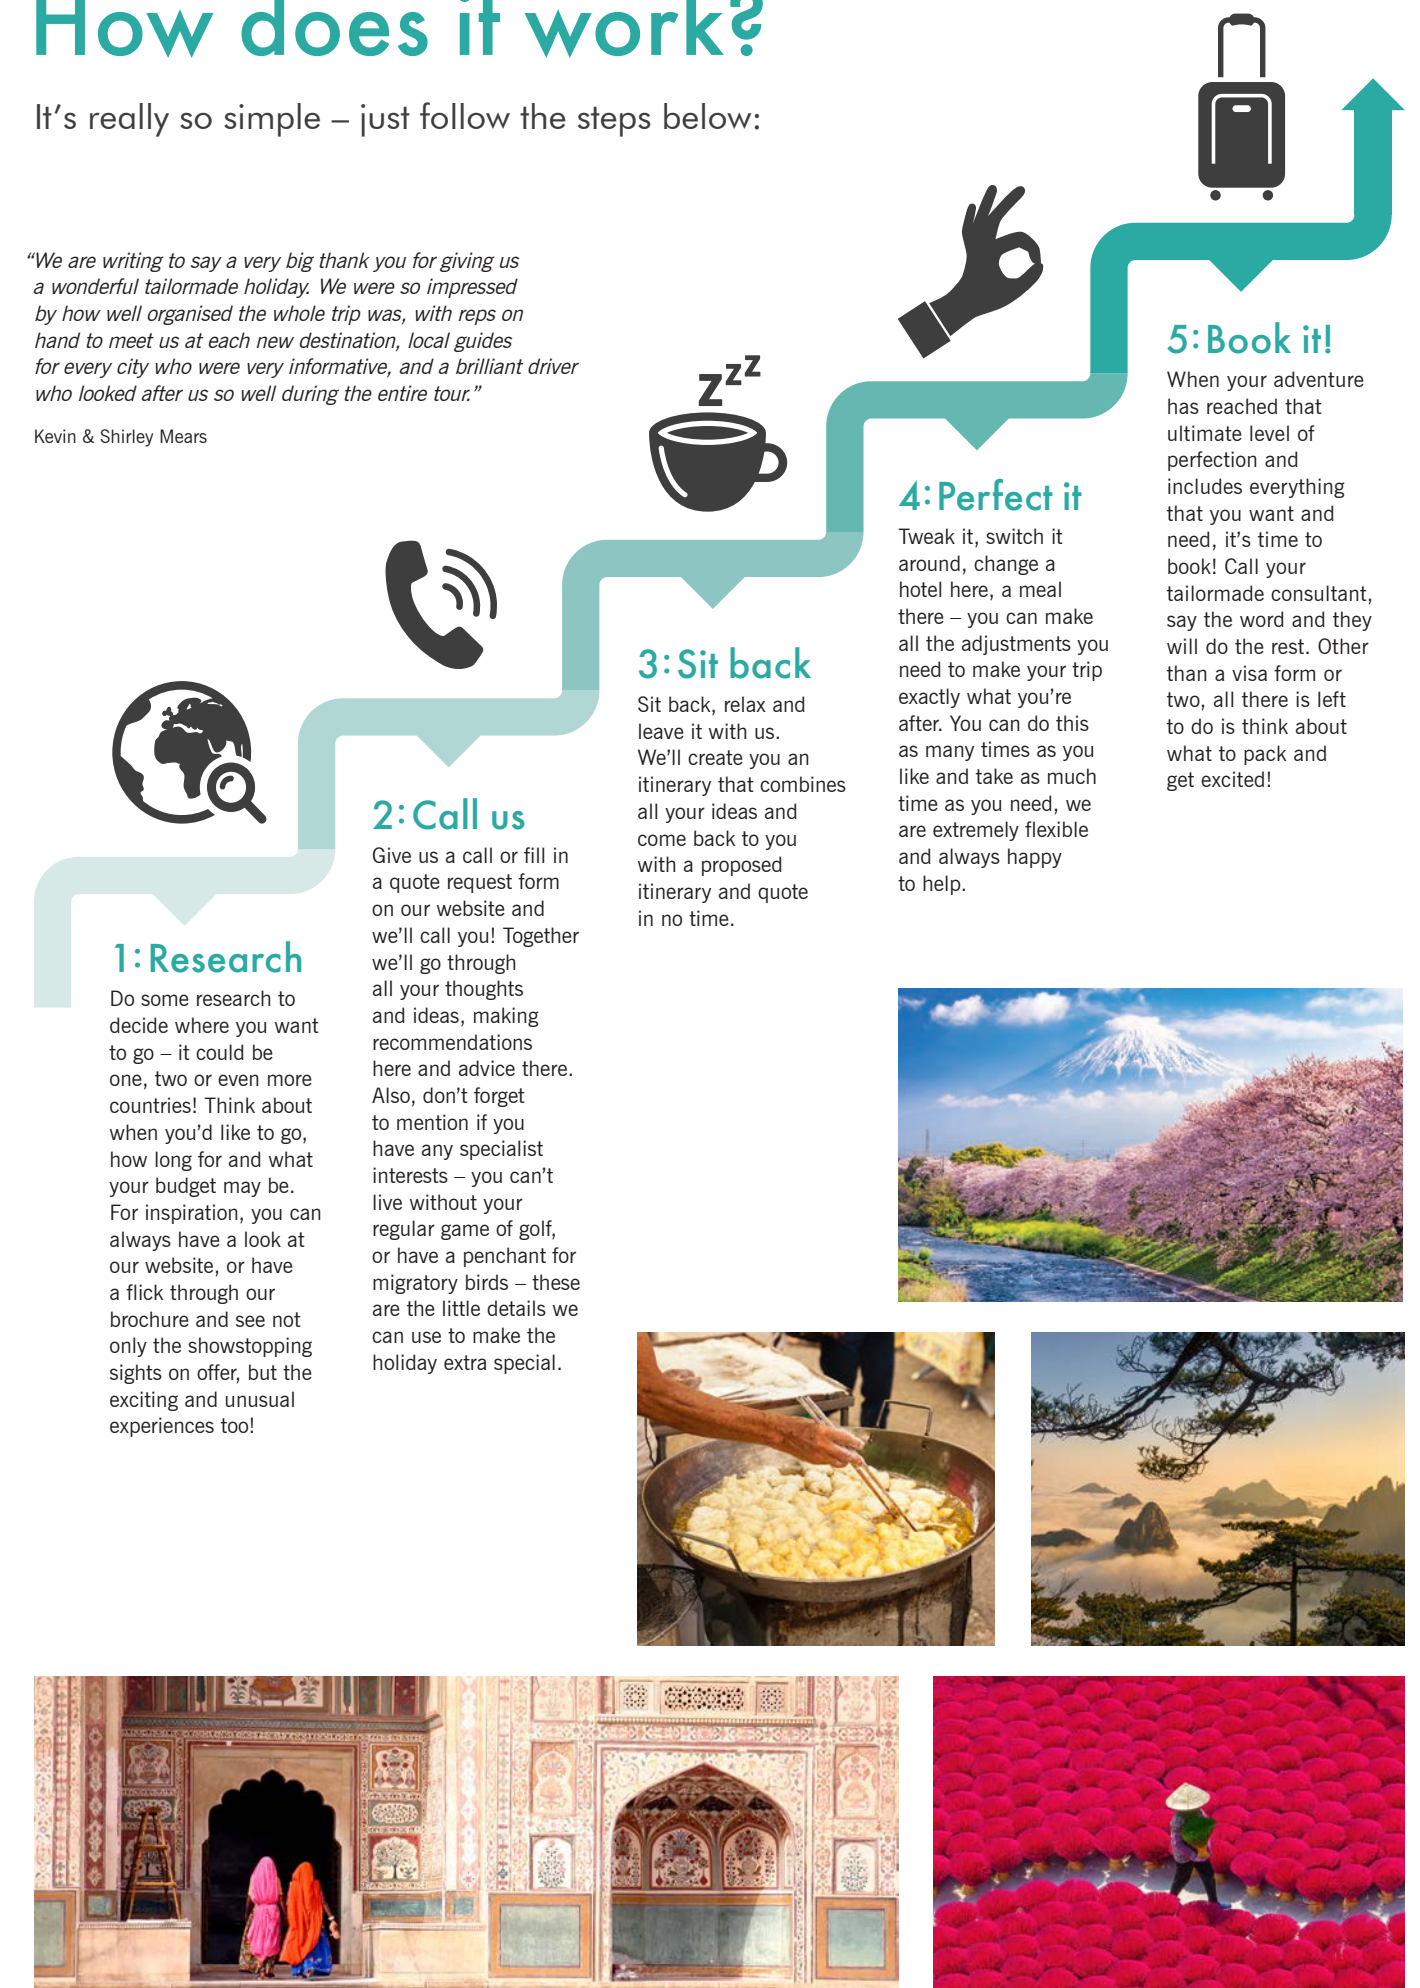 How does it work?
It’s really so simple – just follow the steps below:
“We are writing to say a very big thank you for giving us
a wonderful tailormade holiday. We were so impressed
by how well organised the whole trip was, with reps on
hand to meet us at each new destination, local guides
for every city who were very informative, and a brilliant driver
who looked after us so well during the entire tour.”
Kevin & Shirley Mears
1: Research
Do some research to
decide where you want
to go – it could be
one, two or even more
countries! Think about
when you’d like to go,
how long for and what
your budget may be.
For inspiration, you can
always have a look at
our website, or have
a flick through our
brochure and see not
only the showstopping
sights on offer, but the
exciting and unusual
experiences too!
2: Call us
Give us a call or fill in
a quote request form
on our website and
we’ll call you! Together
we’ll go through
all your thoughts
and ideas, making
recommendations
here and advice there.
Also, don’t forget
to mention if you
have any specialist
interests – you can’t
live without your
regular game of golf,
or have a penchant for
migratory birds – these
are the little details we
can use to make the
holiday extra special.
zzz
3: Sit back
Sit back, relax and
leave it with us.
We’ll create you an
itinerary that combines
all your ideas and
come back to you
with a proposed
itinerary and quote
in no time.
4: Perfect it
Tweak it, switch it
around, change a
hotel here, a meal
there – you can make
all the adjustments you
need to make your trip
exactly what you’re
after. You can do this
as many times as you
like and take as much
time as you need, we
are extremely flexible
and always happy
to help.
5: Book it!
When your adventure
has reached that
ultimate level of
perfection and
includes everything
that you want and
need, it’s time to
book! Call your
tailormade consultant,
say the word and they
will do the rest. Other
than a visa form or
two, all there is left
to do is think about
what to pack and
get excited!